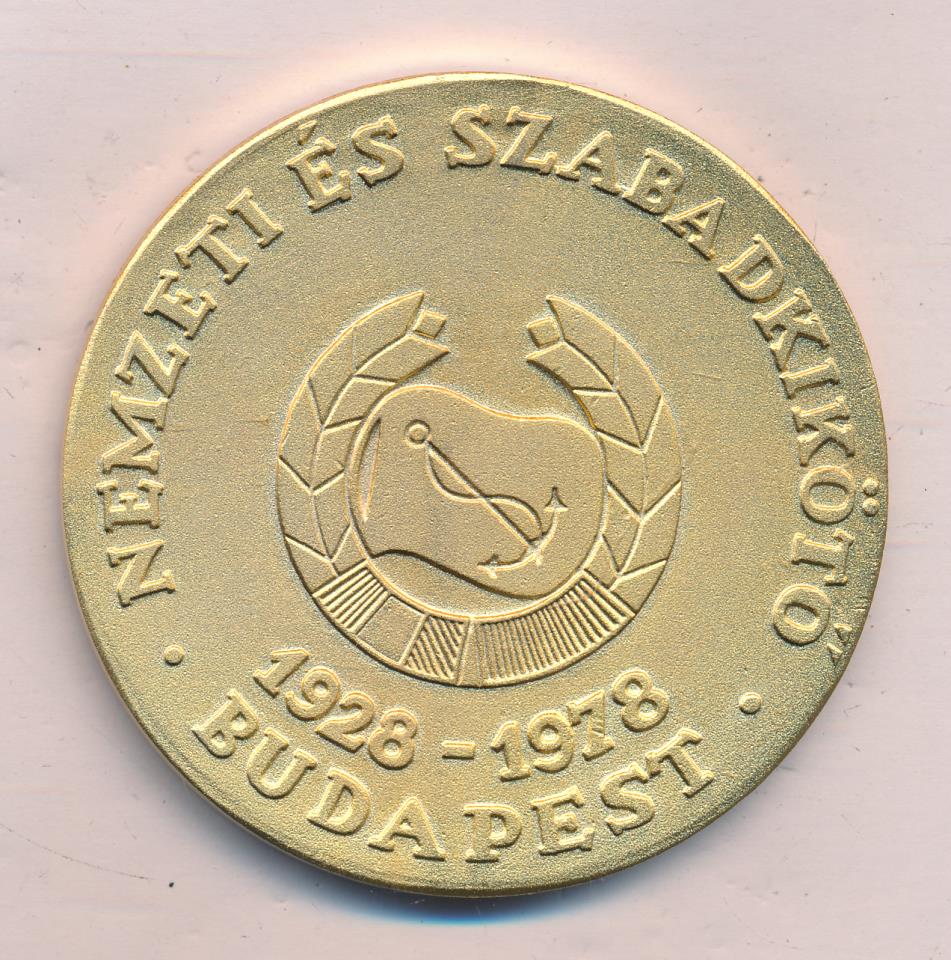 NEMZETI ÉS SZABADKIKÖTŐ
1928 - 1978
BUDAPEST